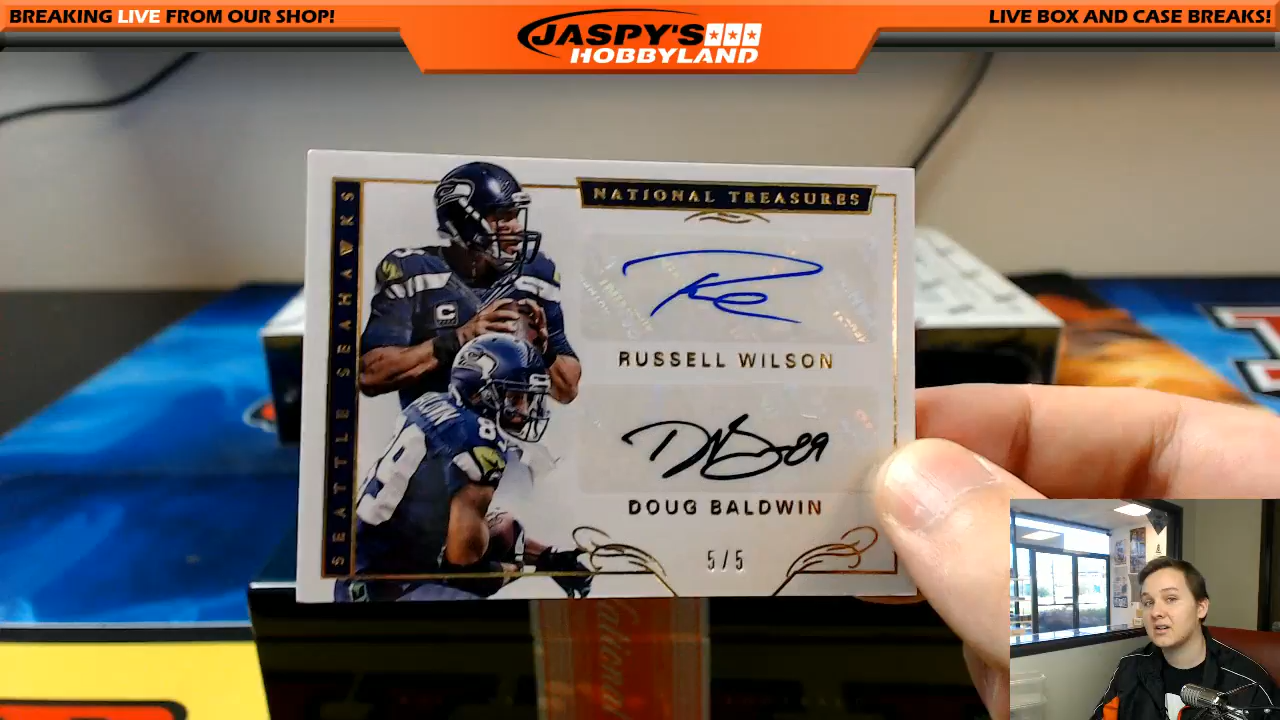 BREAKING LIVE FROM OUR SHOP!
JASPY'S
HOBBYLAND
LIVE BOX AND CASE BREAKS!
NATIONAL TREASURES
SEATTLE SEAHAWKS
RUSSELL WILSON
89
DOUG BALDWIN
5/5
C